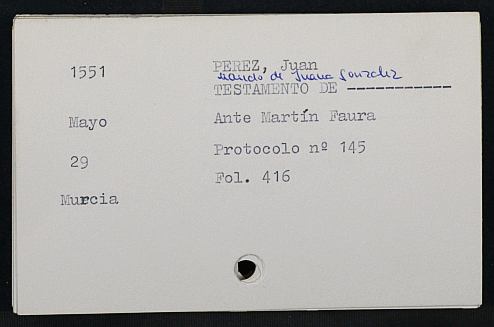 1551 PEREZ, Juan
marido de Juana Gonzalez
TESTAMENTO DE -----------
Mayo Ante Martín Faura
29 Protocolo nº 145
Fol. 416
Murcia